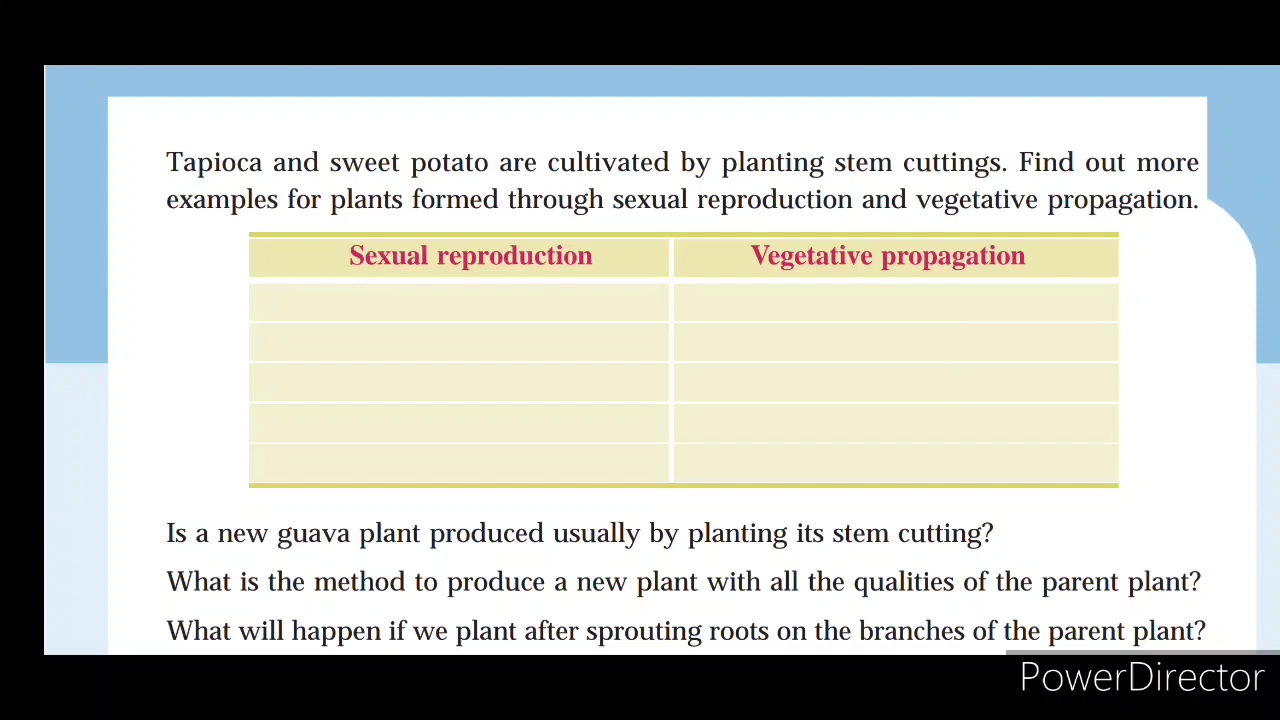 Tapioca and sweet potato are cultivated by planting stem cuttings. Find out more
examples for plants formed through sexual reproduction and vegetative propagation.
Sexual reproduction
Vegetative propagation
Is a new guava plant produced usually by planting its stem cutting?
What is the method to produce a new plant with all the qualities of the parent plant?
What will happen if we plant after sprouting roots on the branches of the parent plant?
PowerDirector